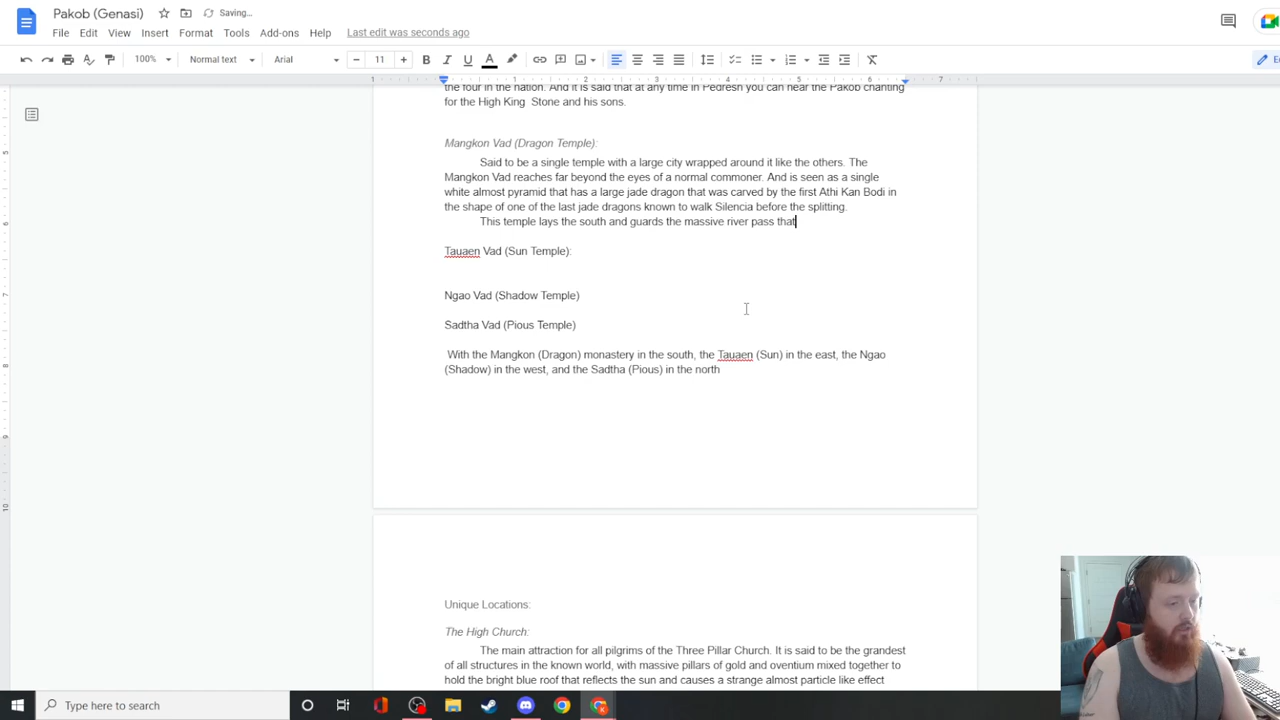 Pakob (Genasi)
Saving...
File Edit View Insert Format Tools Add-ons Help Last edit was seconds ago
100% Normal text Arial 11
1 1 2 3 4 5 6 7
the four in the nation. And it is said that at any time in Pedresh you can hear the Pakob chanting
for the High King Stone and his sons.
Mangkon Vad (Dragon Temple):
Said to be a single temple with a large city wrapped around it like the others. The
Mangkon Vad reaches far beyond the eyes of a normal commoner. And is seen as a single
white almost pyramid that has a large jade dragon that was carved by the first Athi Kan Bodi in
the shape of one of the last jade dragons known to walk Silencia before the splitting.
This temple lays the south and guards the massive river pass that
Tauaen Vad (Sun Temple):
Ngao Vad (Shadow Temple)
Sadtha Vad (Pious Temple)
With the Mangkon (Dragon) monastery in the south, the Tauaen (Sun) in the east, the Ngao
(Shadow) in the west, and the Sadtha (Pious) in the north
Unique Locations:
The High Church:
The main attraction for all pilgrims of the Three Pillar Church. It is said to be the grandest
of all structures in the known world, with massive pillars of gold and oventium mixed together to
hold the bright blue roof that reflects the sun and causes a strange almost particle like effect
Type here to search